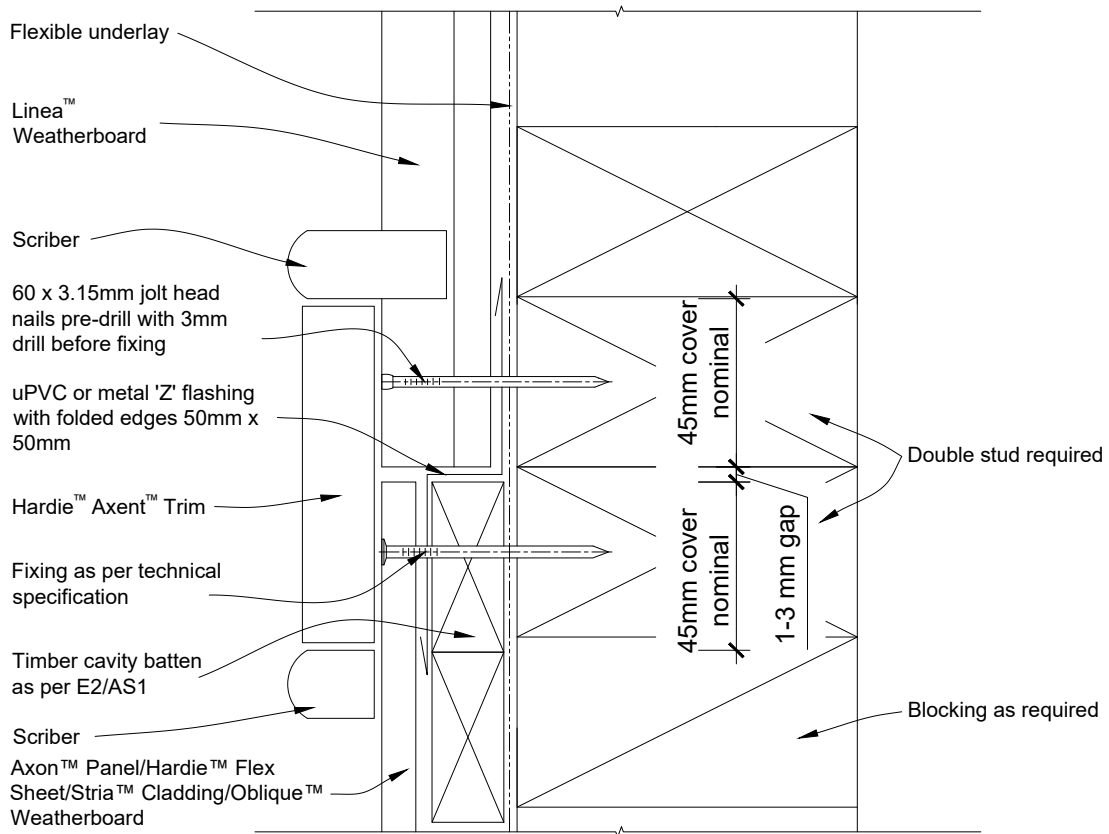 Flexible underlay
Linea™
Weatherboard
Scriber
60 x 3.15mm jolt head
nails pre-drill with 3mm
drill before fixing
uPVC or metal 'Z' flashing
with folded edges 50mm x
50mm
Hardie™ Axent™ Trim
Fixing as per technical
specification
Timber cavity batten
as per E2/AS1
Scriber
Axon™ Panel/Hardie™ Flex
Sheet/Stria™ Cladding/Oblique™
Weatherboard
45mm cover
nominal
45mm cover
nominal
1-3 mm gap
Double stud required
Blocking as required